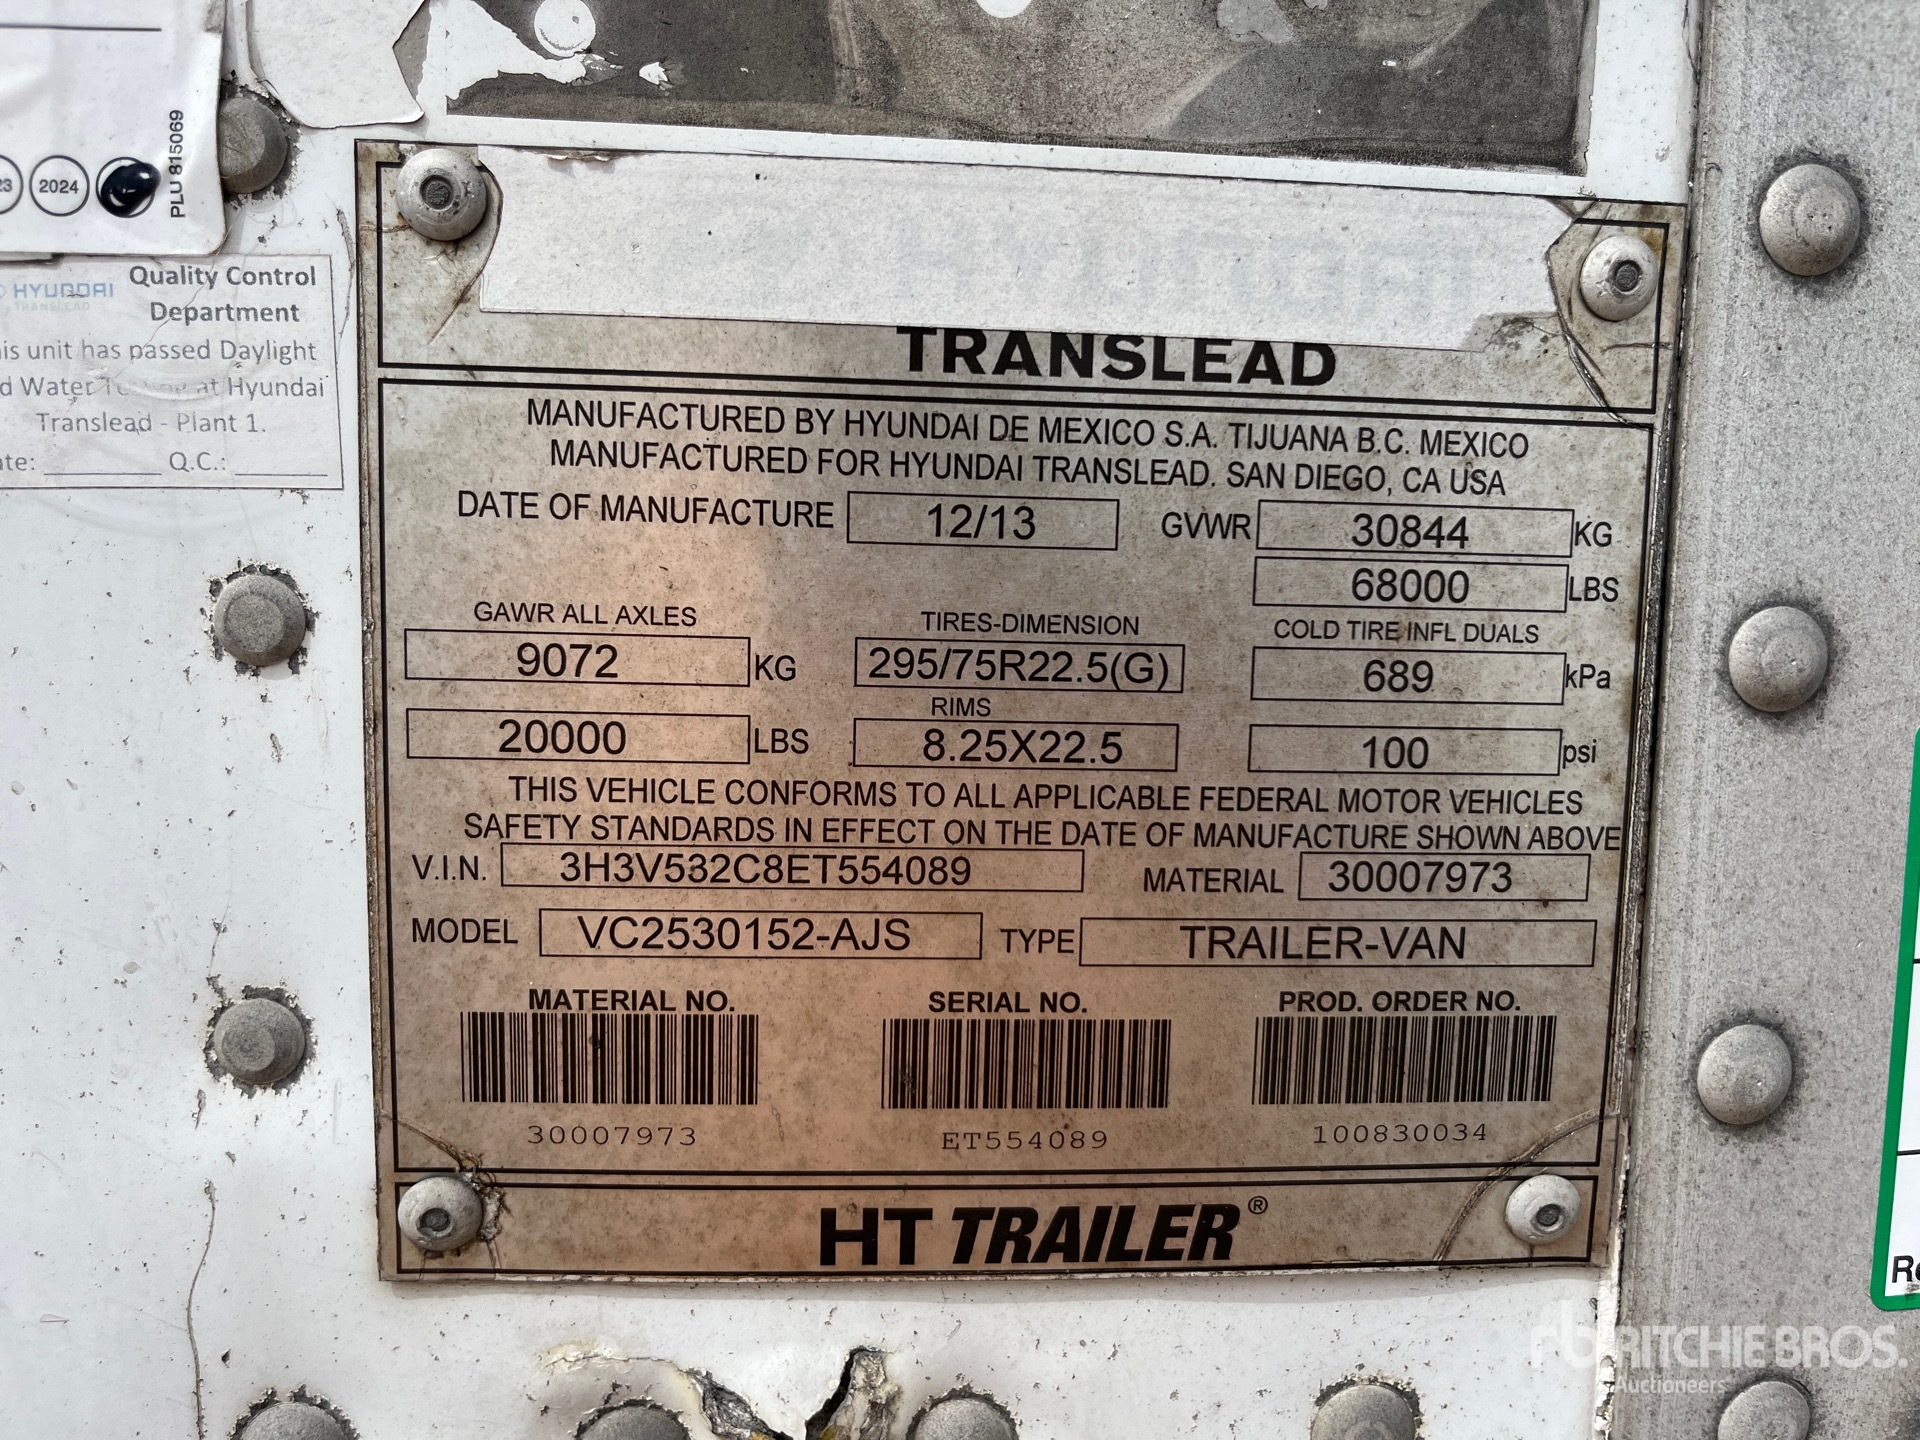 2024
PLU 815069
HYUNDAI
TRANSLEAD
Quality Control
Department
is unit has passed Daylight
d Water at Hyundai
Translead - Plant 1.
ate: ________ Q.C.: ________
TRANSLEAD
MANUFACTURED BY HYUNDAI DE MEXICO S.A. TIJUANA B.C. MEXICO
MANUFACTURED FOR HYUNDAI TRANSLEAD. SAN DIEGO, CA USA
DATE OF MANUFACTURE 12/13 GVWR 30844 KG
68000 LBS
GAWR ALL AXLES TIRES-DIMENSION COLD TIRE INFL DUALS
9072 KG 295/75R22.5(G) 689 kPa
RIMS
20000 LBS 8.25X22.5 100 psi
THIS VEHICLE CONFORMS TO ALL APPLICABLE FEDERAL MOTOR VEHICLES
SAFETY STANDARDS IN EFFECT ON THE DATE OF MANUFACTURE SHOWN ABOVE
V.I.N. 3H3V532C8ET554089 MATERIAL 30007973
MODEL VC2530152-AJS TYPE TRAILER-VAN
MATERIAL NO. SERIAL NO. PROD. ORDER NO.
30007973 ET554089 100830034
HT TRAILER®
rb RITCHIE BROS.
Auctioneers